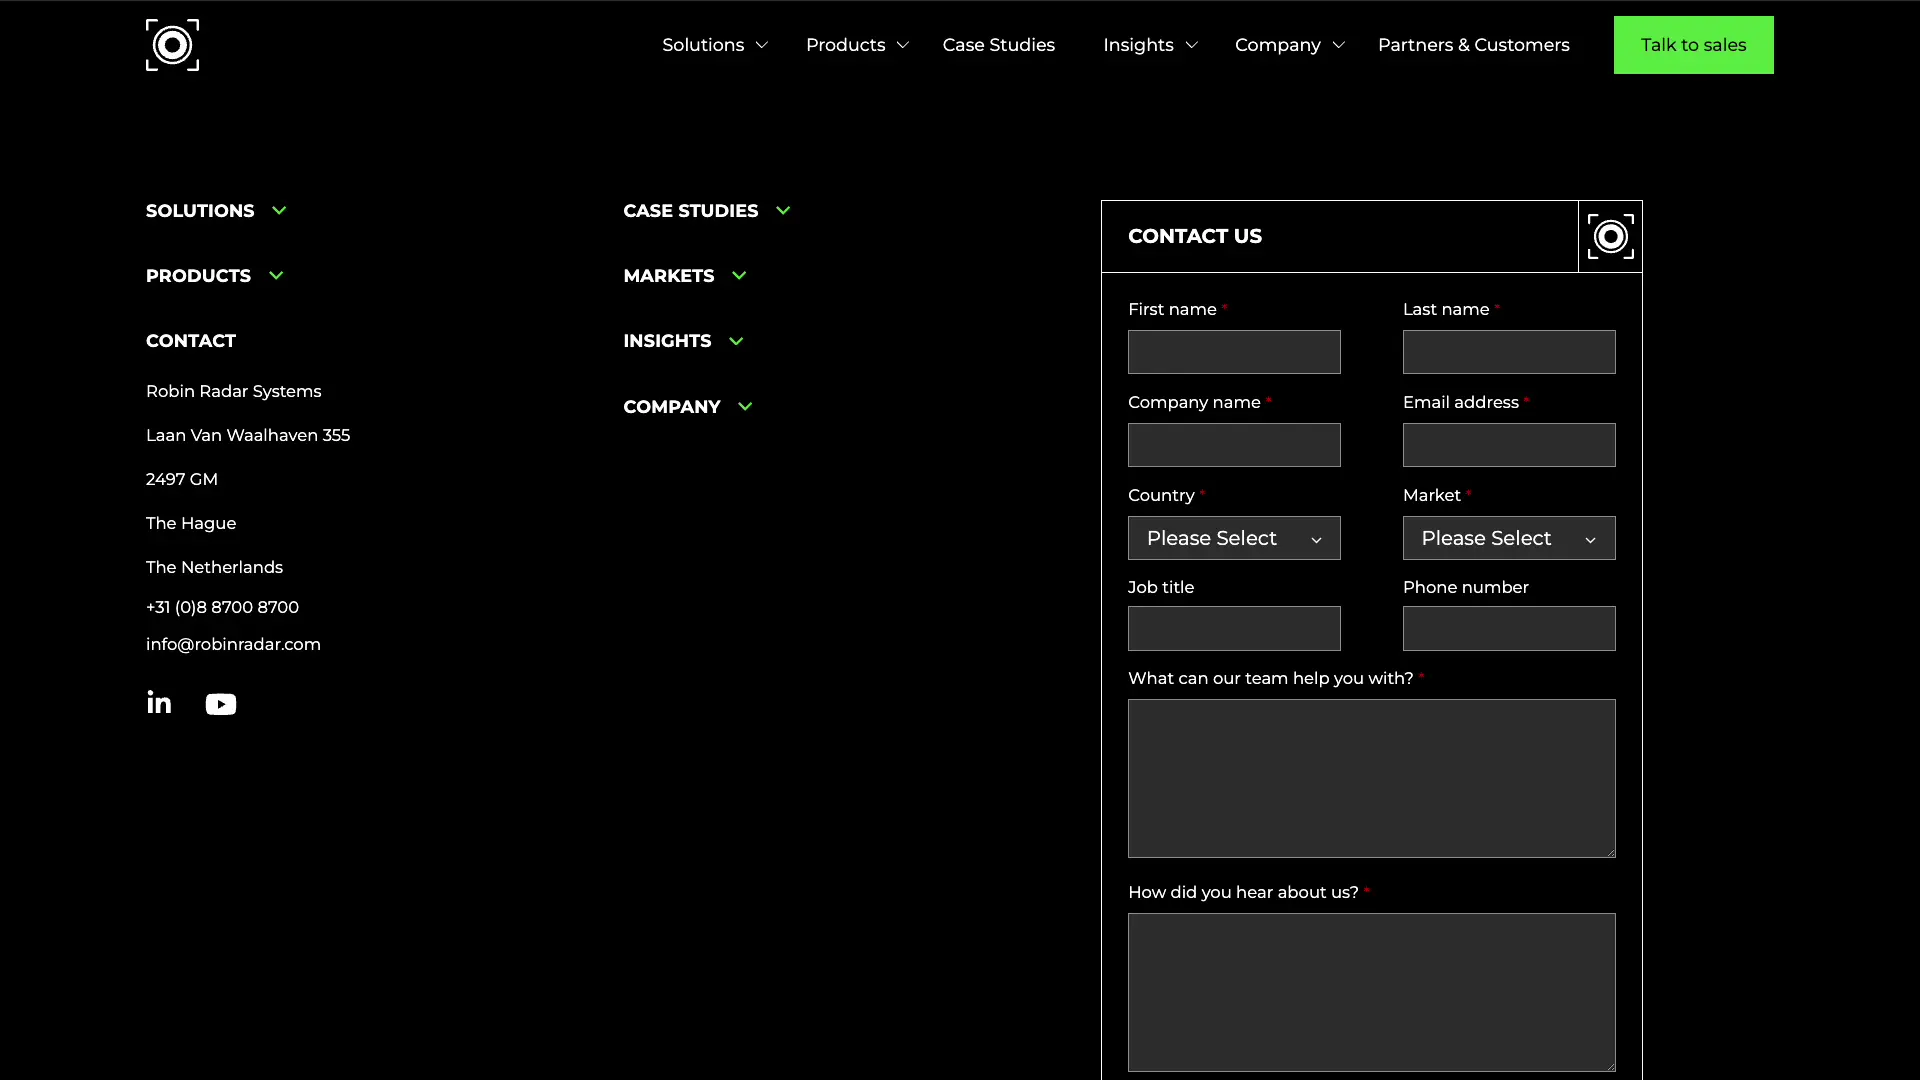 Solutions
Products
Case Studies
Insights
Company
Partners & Customers
Talk to sales
SOLUTIONS
PRODUCTS
CONTACT
Robin Radar Systems
Laan Van Waalhaven 355
2497 GM
The Hague
The Netherlands
+31 (0)8 8700 8700
info@robinradar.com
CASE STUDIES
MARKETS
INSIGHTS
COMPANY
CONTACT US
First name *
Last name *
Company name *
Email address *
Country *
Market *
Please Select
Please Select
Job title
Phone number
What can our team help you with? *
How did you hear about us? *